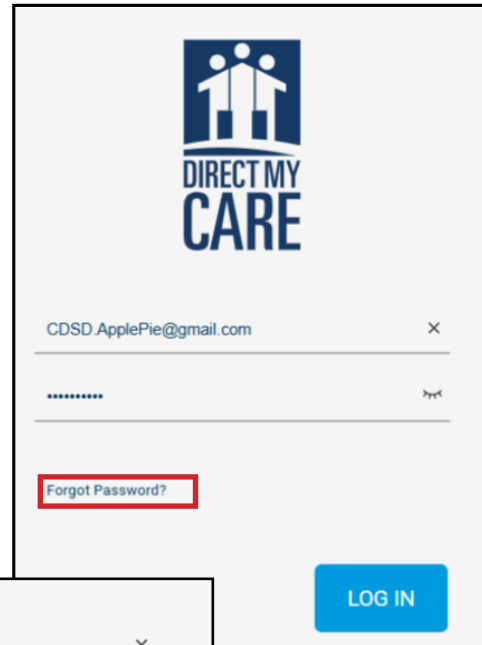 DIRECT MY
CARE
CDSD.ApplePie@gmail.com
••••••••••
Forgot Password?
LOG IN